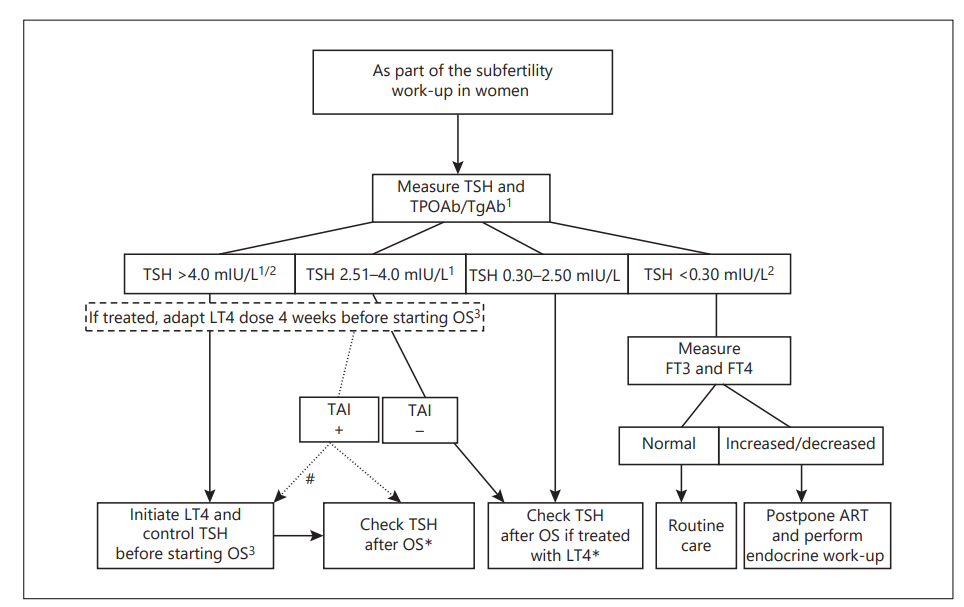 As part of the subfertility
work-up in women
Measure TSH and
TPOAb/TgAb¹
TSH >4.0 mIU/L¹/²
TSH 2.51–4.0 mIU/L¹
TSH 0.30–2.50 mIU/L
TSH <0.30 mIU/L²
If treated, adapt LT4 dose 4 weeks before starting OS³
Measure
FT3 and FT4
TAI
+
TAI
–
Normal
Increased/decreased
#
Initiate LT4 and
control TSH
before starting OS³
Check TSH
after OS*
Check TSH
after OS if treated
with LT4*
Routine
care
Postpone ART
and perform
endocrine work-up